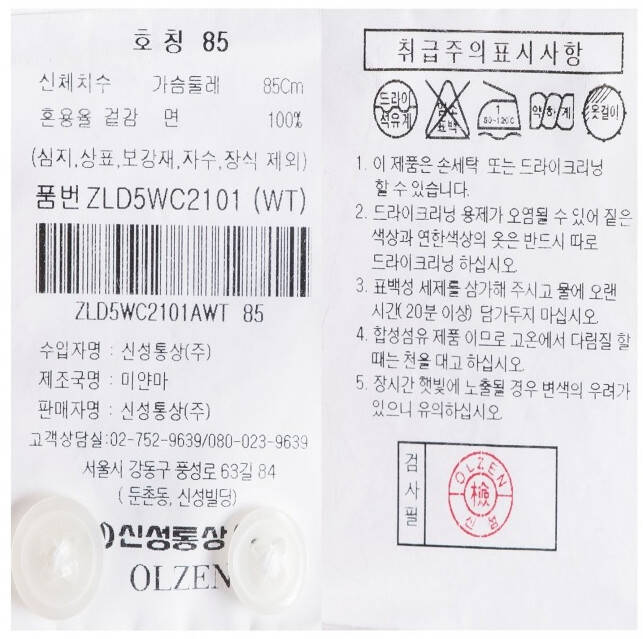 호 칭 85
신체치수 가슴둘레 85Cm
혼용율 겉감 면 100%
(심지,상표,보강재,자수,장식 제외)
품번 ZLD5WC2101 (WT)
ZLD5WC2101AWT 85
수입자명 : 신성통상(주)
제조국명 : 미얀마
판매자명 : 신성통상(주)
고객상담실:02-752-9639/080-023-9639
서울시 강동구 풍성로 63길 84
( 둔촌동, 신성빌딩)
신성통상
OLZEN
취급주의표시사항
드라이
석유계
염소
표백
1
80~120C
약하게
옷걸이
1. 이 제품은 손세탁 또는 드라이크리닝
할 수 있습니다.
2. 드라이크리닝 용제가 오염될 수 있어 짙은
색상과 연한색상의 옷은 반드시 따로
드라이크리닝 하십시오
3. 표백성 세제를 삼가해 주시고 물에 오랜
시간(20분 이상) 담가두지 마십시오
4. 합성섬유 제품 이므로 고온에서 다림질 할
때는 천을 대고 하십시오
5. 장시간 햇빛에 노출될 경우 변색의 우려가
있으니 유의하십시오
검사필
OLZEN
檢
신성